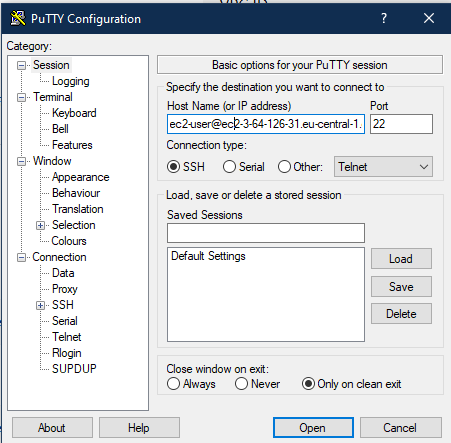 PuTTY Configuration
Category:
Session
Logging
Terminal
Keyboard
Bell
Features
Window
Appearance
Behaviour
Translation
Selection
Colours
Connection
Data
Proxy
SSH
Serial
Telnet
Rlogin
SUPDUP
Basic options for your PuTTY session
Specify the destination you want to connect to
Host Name (or IP address) Port
ec2-user@ec2-3-64-126-31.eu-central-1. 22
Connection type:
SSH Serial Other: Telnet
Load, save or delete a stored session
Saved Sessions
Default Settings
Load
Save
Delete
Close window on exit:
Always Never Only on clean exit
About Help Open Cancel